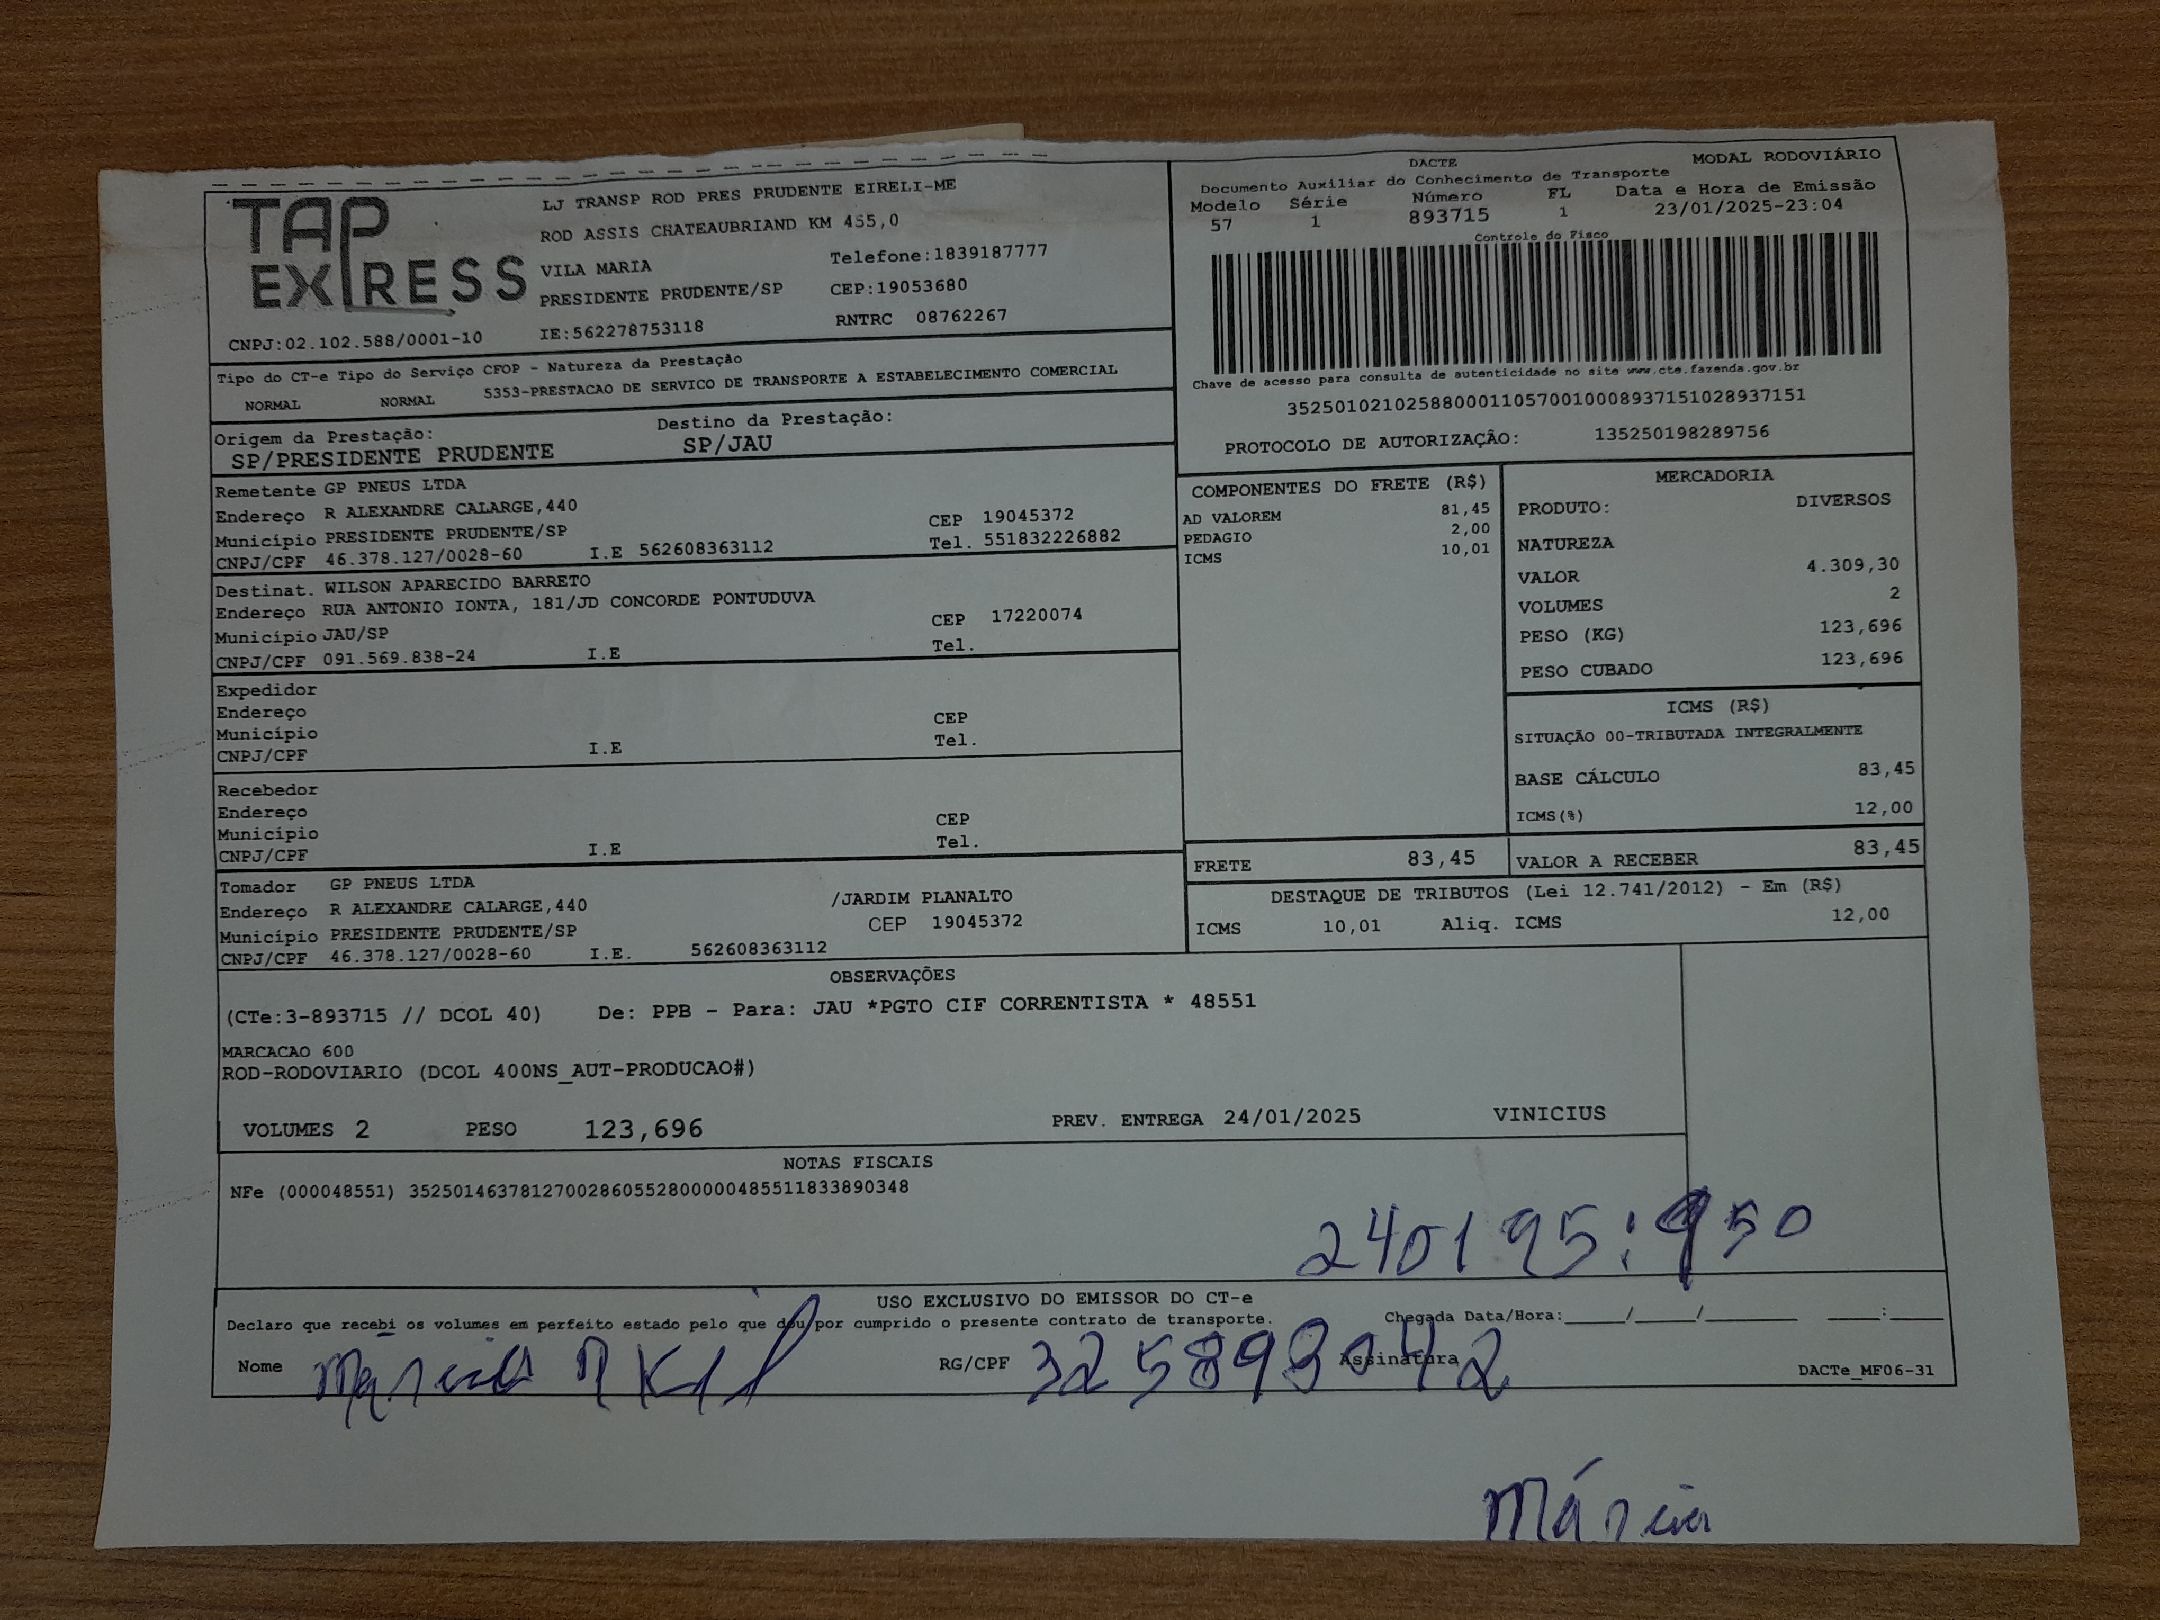 TAP EXPRESS
LJ TRANSP ROD PRES PRUDENTE EIRELI-ME
ROD ASSIS CHATEAUBRIAND KM 455,0
VILA MARIA Telefone:1839187777
PRESIDENTE PRUDENTE/SP CEP:19053680
CNPJ:02.102.588/0001-10 IE:562278753118 RNTRC 08762267
DACTE MODAL RODOVIÁRIO
Documento Auxiliar do Conhecimento de Transporte
Modelo Série Número FL Data e Hora de Emissão
57 1 893715 1 23/01/2025-23:04
Controle do Fisco
Chave de acesso para consulta de autenticidade no site www.cte.fazenda.gov.br
35250102102588000110570010008937151028937151
PROTOCOLO DE AUTORIZAÇÃO: 135250198289756
Tipo do CT-e Tipo do Serviço CFOP - Natureza da Prestação
NORMAL NORMAL 5353-PRESTACAO DE SERVICO DE TRANSPORTE A ESTABELECIMENTO COMERCIAL
Origem da Prestação: Destino da Prestação:
SP/PRESIDENTE PRUDENTE SP/JAU
Remetente GP PNEUS LTDA
Endereço R ALEXANDRE CALARGE,440 CEP 19045372
Município PRESIDENTE PRUDENTE/SP Tel. 551832226882
CNPJ/CPF 46.378.127/0028-60 I.E 562608363112
Destinat. WILSON APARECIDO BARRETO
Endereço RUA ANTONIO IONTA, 181/JD CONCORDE PONTUDUVA CEP 17220074
Município JAU/SP Tel.
CNPJ/CPF 091.569.838-24 I.E
Expedidor
Endereço CEP
Município Tel.
CNPJ/CPF I.E
Recebedor
Endereço CEP
Município Tel.
CNPJ/CPF I.E
Tomador GP PNEUS LTDA /JARDIM PLANALTO
Endereço R ALEXANDRE CALARGE,440 CEP 19045372
Município PRESIDENTE PRUDENTE/SP
CNPJ/CPF 46.378.127/0028-60 I.E. 562608363112
COMPONENTES DO FRETE (R$)
AD VALOREM 81,45
PEDAGIO 2,00
ICMS 10,01
MERCADORIA
PRODUTO: DIVERSOS
NATUREZA
VALOR 4.309,30
VOLUMES 2
PESO (KG) 123,696
PESO CUBADO 123,696
ICMS (R$)
SITUAÇÃO 00-TRIBUTADA INTEGRALMENTE
BASE CÁLCULO 83,45
ICMS(%) 12,00
FRETE 83,45 VALOR A RECEBER 83,45
DESTAQUE DE TRIBUTOS (Lei 12.741/2012) - Em (R$)
ICMS 10,01 Aliq. ICMS 12,00
OBSERVAÇÕES
(CTe:3-893715 // DCOL 40) De: PPB - Para: JAU *PGTO CIF CORRENTISTA * 48551
MARCACAO 600
ROD-RODOVIARIO (DCOL 400NS_AUT-PRODUCAO#)
VOLUMES 2 PESO 123,696 PREV. ENTREGA 24/01/2025 VINICIUS
NOTAS FISCAIS
NFe (000048551) 35250146378127002860552800000485511833890348
USO EXCLUSIVO DO EMISSOR DO CT-e
Declaro que recebi os volumes em perfeito estado pelo que dou por cumprido o presente contrato de transporte. Chegada Data/Hora:_____/_____/_______ ____:____
Nome RG/CPF 325893042 Assinatura DACTe_MF06-31
Márcia